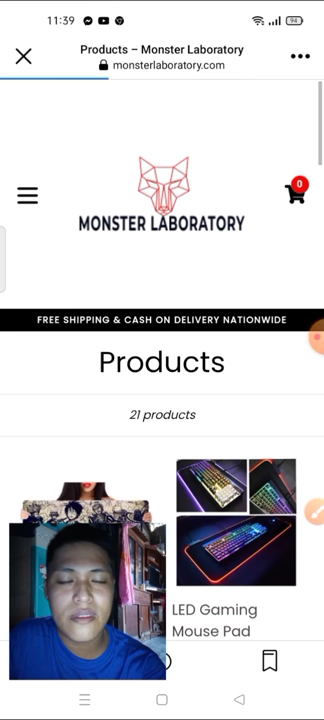 11:39
94
Products – Monster Laboratory
monsterlaboratory.com
0
MONSTER LABORATORY
FREE SHIPPING & CASH ON DELIVERY NATIONWIDE
Products
21 products
LED Gaming
Mouse Pad